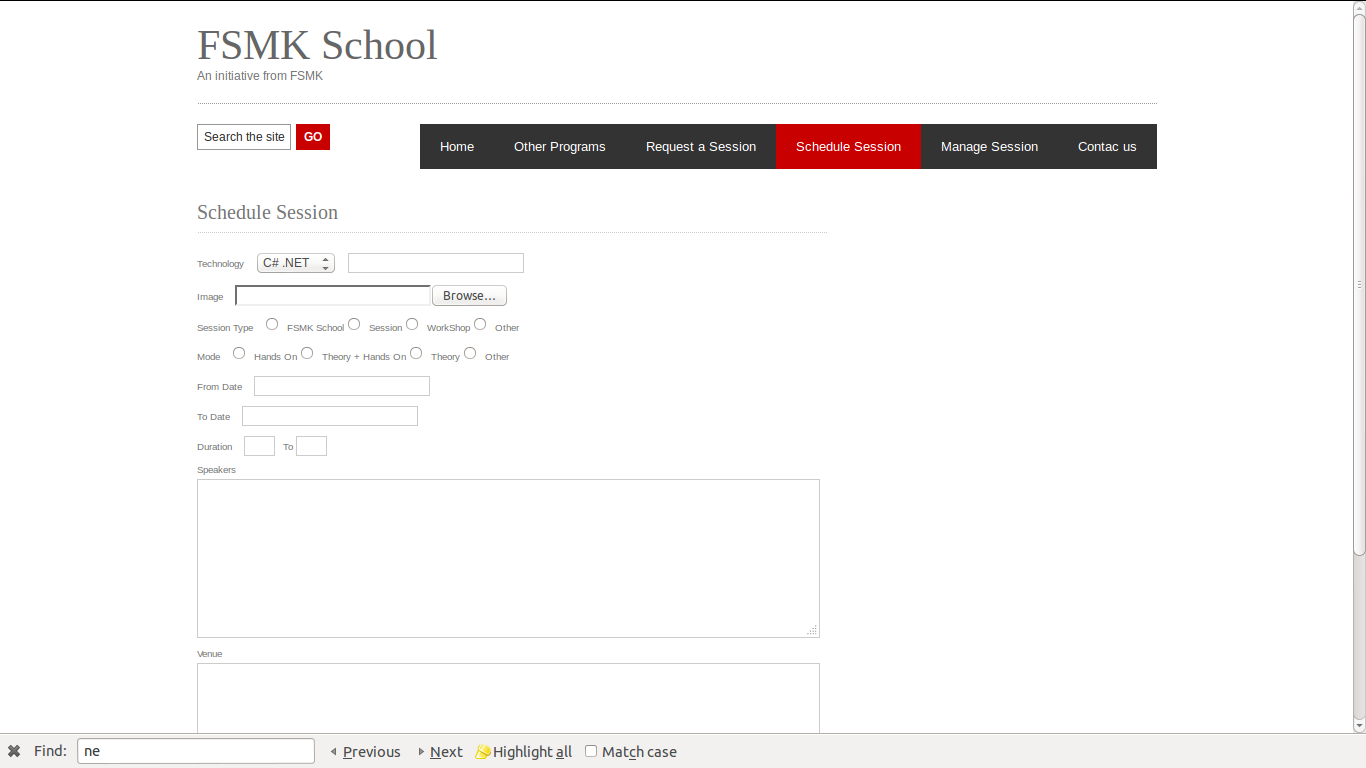 FSMK School
An initiative from FSMK
Search the site GO Home Other Programs Request a Session Schedule Session Manage Session Contac us
Schedule Session
Technology C# .NET
Image Browse...
Session Type FSMK School Session WorkShop Other
Mode Hands On Theory + Hands On Theory Other
From Date
To Date
Duration To
Speakers
Venue
Find: ne Previous Next Highlight all Match case